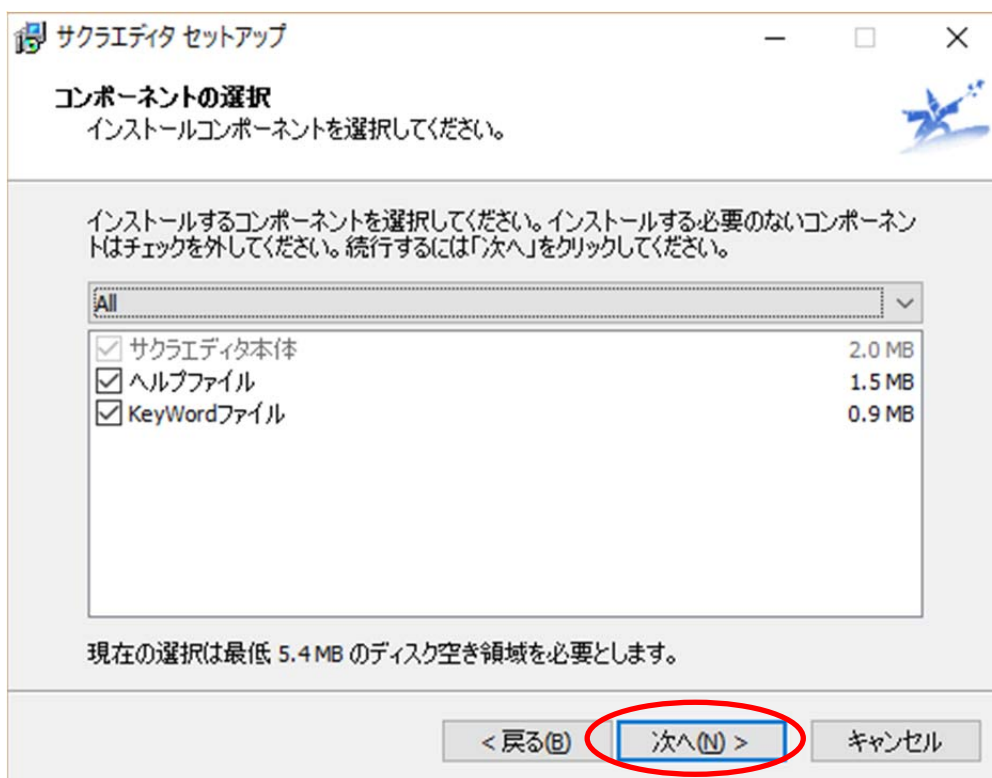 サクラエディタ セットアップ
コンポーネントの選択
インストールコンポーネントを選択してください。
インストールするコンポーネントを選択してください。インストールする必要のないコンポーネン
トはチェックを外してください。続行するには「次へ」をクリックしてください。
All
サクラエディタ本体 2.0 MB
ヘルプファイル 1.5 MB
KeyWordファイル 0.9 MB
現在の選択は最低 5.4 MB のディスク空き領域を必要とします。
< 戻る(B) 次へ(N) > キャンセル